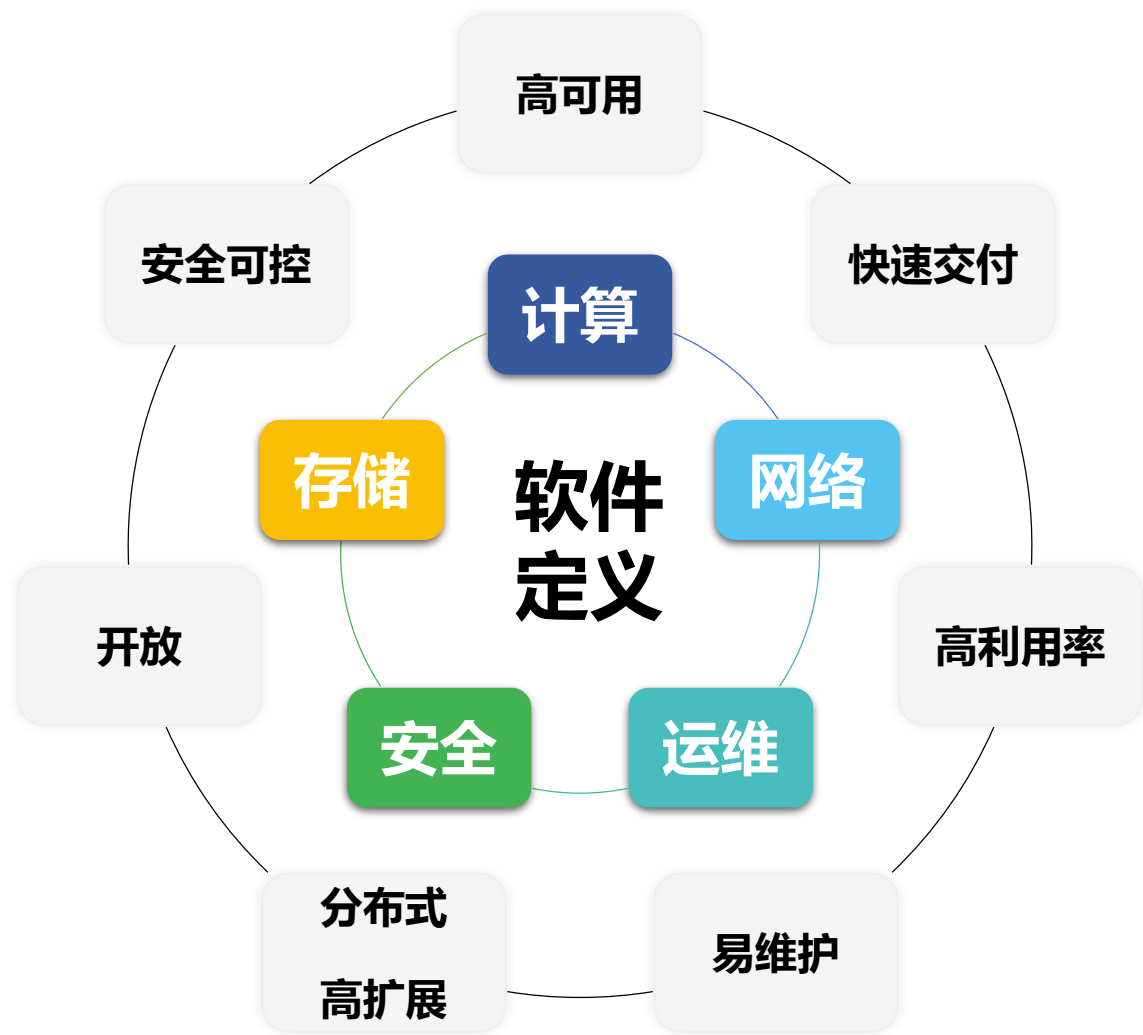 高可用
安全可控
快速交付
计算
存储
网络
软件
定义
开放
高利用率
安全
运维
分布式
高扩展
易维护